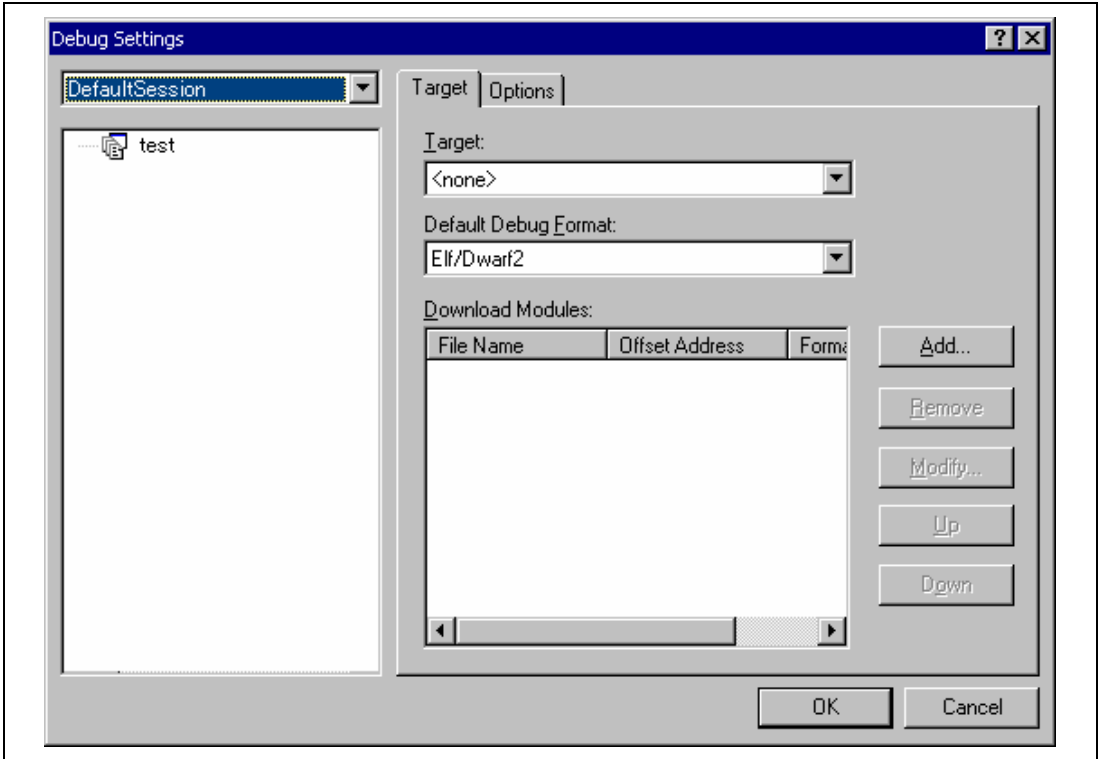 Debug Settings
DefaultSession
test
Target Options
Target:
<none>
Default Debug Format:
Elf/Dwarf2
Download Modules:
File Name Offset Address Forma
Add...
Remove
Modify...
Up
Down
OK Cancel